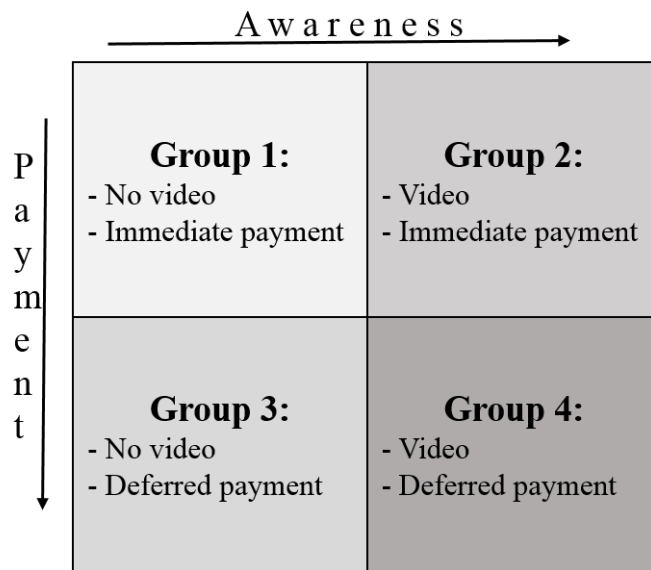 Awareness
Payment
Group 1:
- No video
- Immediate payment
Group 2:
- Video
- Immediate payment
Group 3:
- No video
- Deferred payment
Group 4:
- Video
- Deferred payment